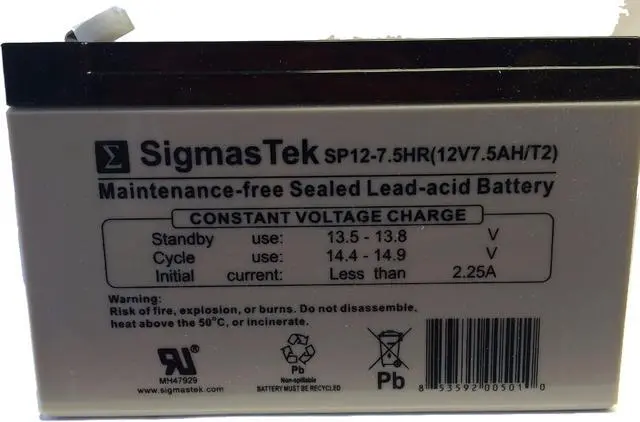 Σ SigmasTek SP12-7.5HR(12V7.5AH/T2)
Maintenance-free Sealed Lead-acid Battery
CONSTANT VOLTAGE CHARGE
Standby use: 13.5 - 13.8 V
Cycle use: 14.4 - 14.9 V
Initial current: Less than 2.25A
Warning:
Risk of fire, explosion, or burns. Do not disassemble,
heat above the 50°C, or incinerate.
RU®
MH47929
www.sigmastek.com
Pb
Non-spillable
BATTERY MUST BE RECYCLED
Pb
8 53592 00501 0